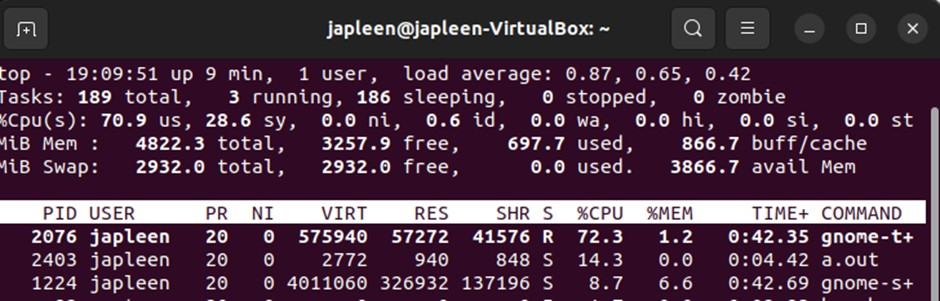 japleen@japleen-VirtualBox: ~
top - 19:09:51 up 9 min,  1 user,  load average: 0.87, 0.65, 0.42
Tasks: 189 total,   3 running, 186 sleeping,   0 stopped,   0 zombie
%Cpu(s): 70.9 us, 28.6 sy,  0.0 ni,  0.6 id,  0.0 wa,  0.0 hi,  0.0 si,  0.0 st
MiB Mem :   4822.3 total,   3257.9 free,    697.7 used,    866.7 buff/cache
MiB Swap:   2932.0 total,   2932.0 free,      0.0 used.   3866.7 avail Mem
PID USER      PR  NI    VIRT    RES    SHR S  %CPU  %MEM     TIME+ COMMAND
2076 japleen   20   0  575940  57272  41576 R  72.3   1.2   0:42.35 gnome-t+
2403 japleen   20   0    2772    940    848 S  14.3   0.0   0:04.42 a.out
1224 japleen   20   0 4011060 326932 137196 S   8.7   6.6   0:42.69 gnome-s+